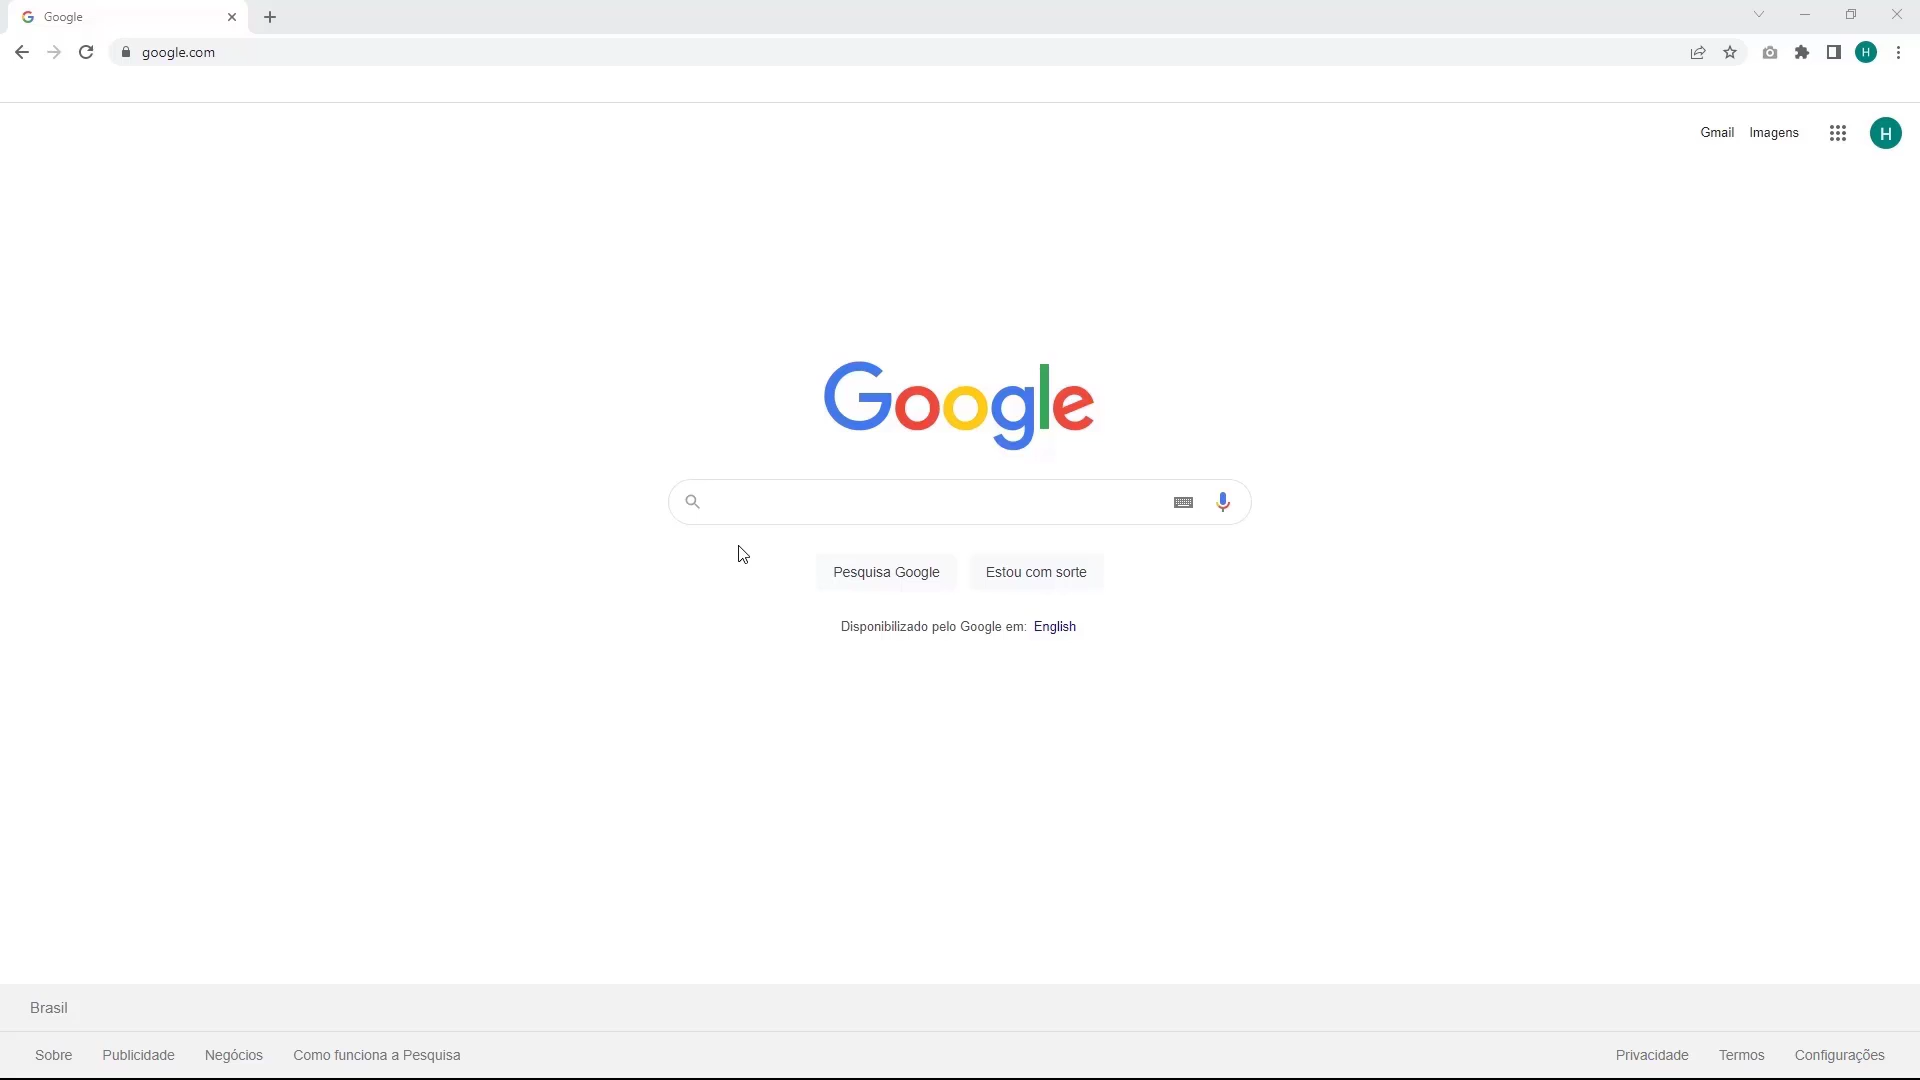 Google
google.com
H
Gmail Imagens
H
Google
Pesquisa Google Estou com sorte
Disponibilizado pelo Google em: English
Brasil
Sobre Publicidade Negócios Como funciona a Pesquisa Privacidade Termos Configurações